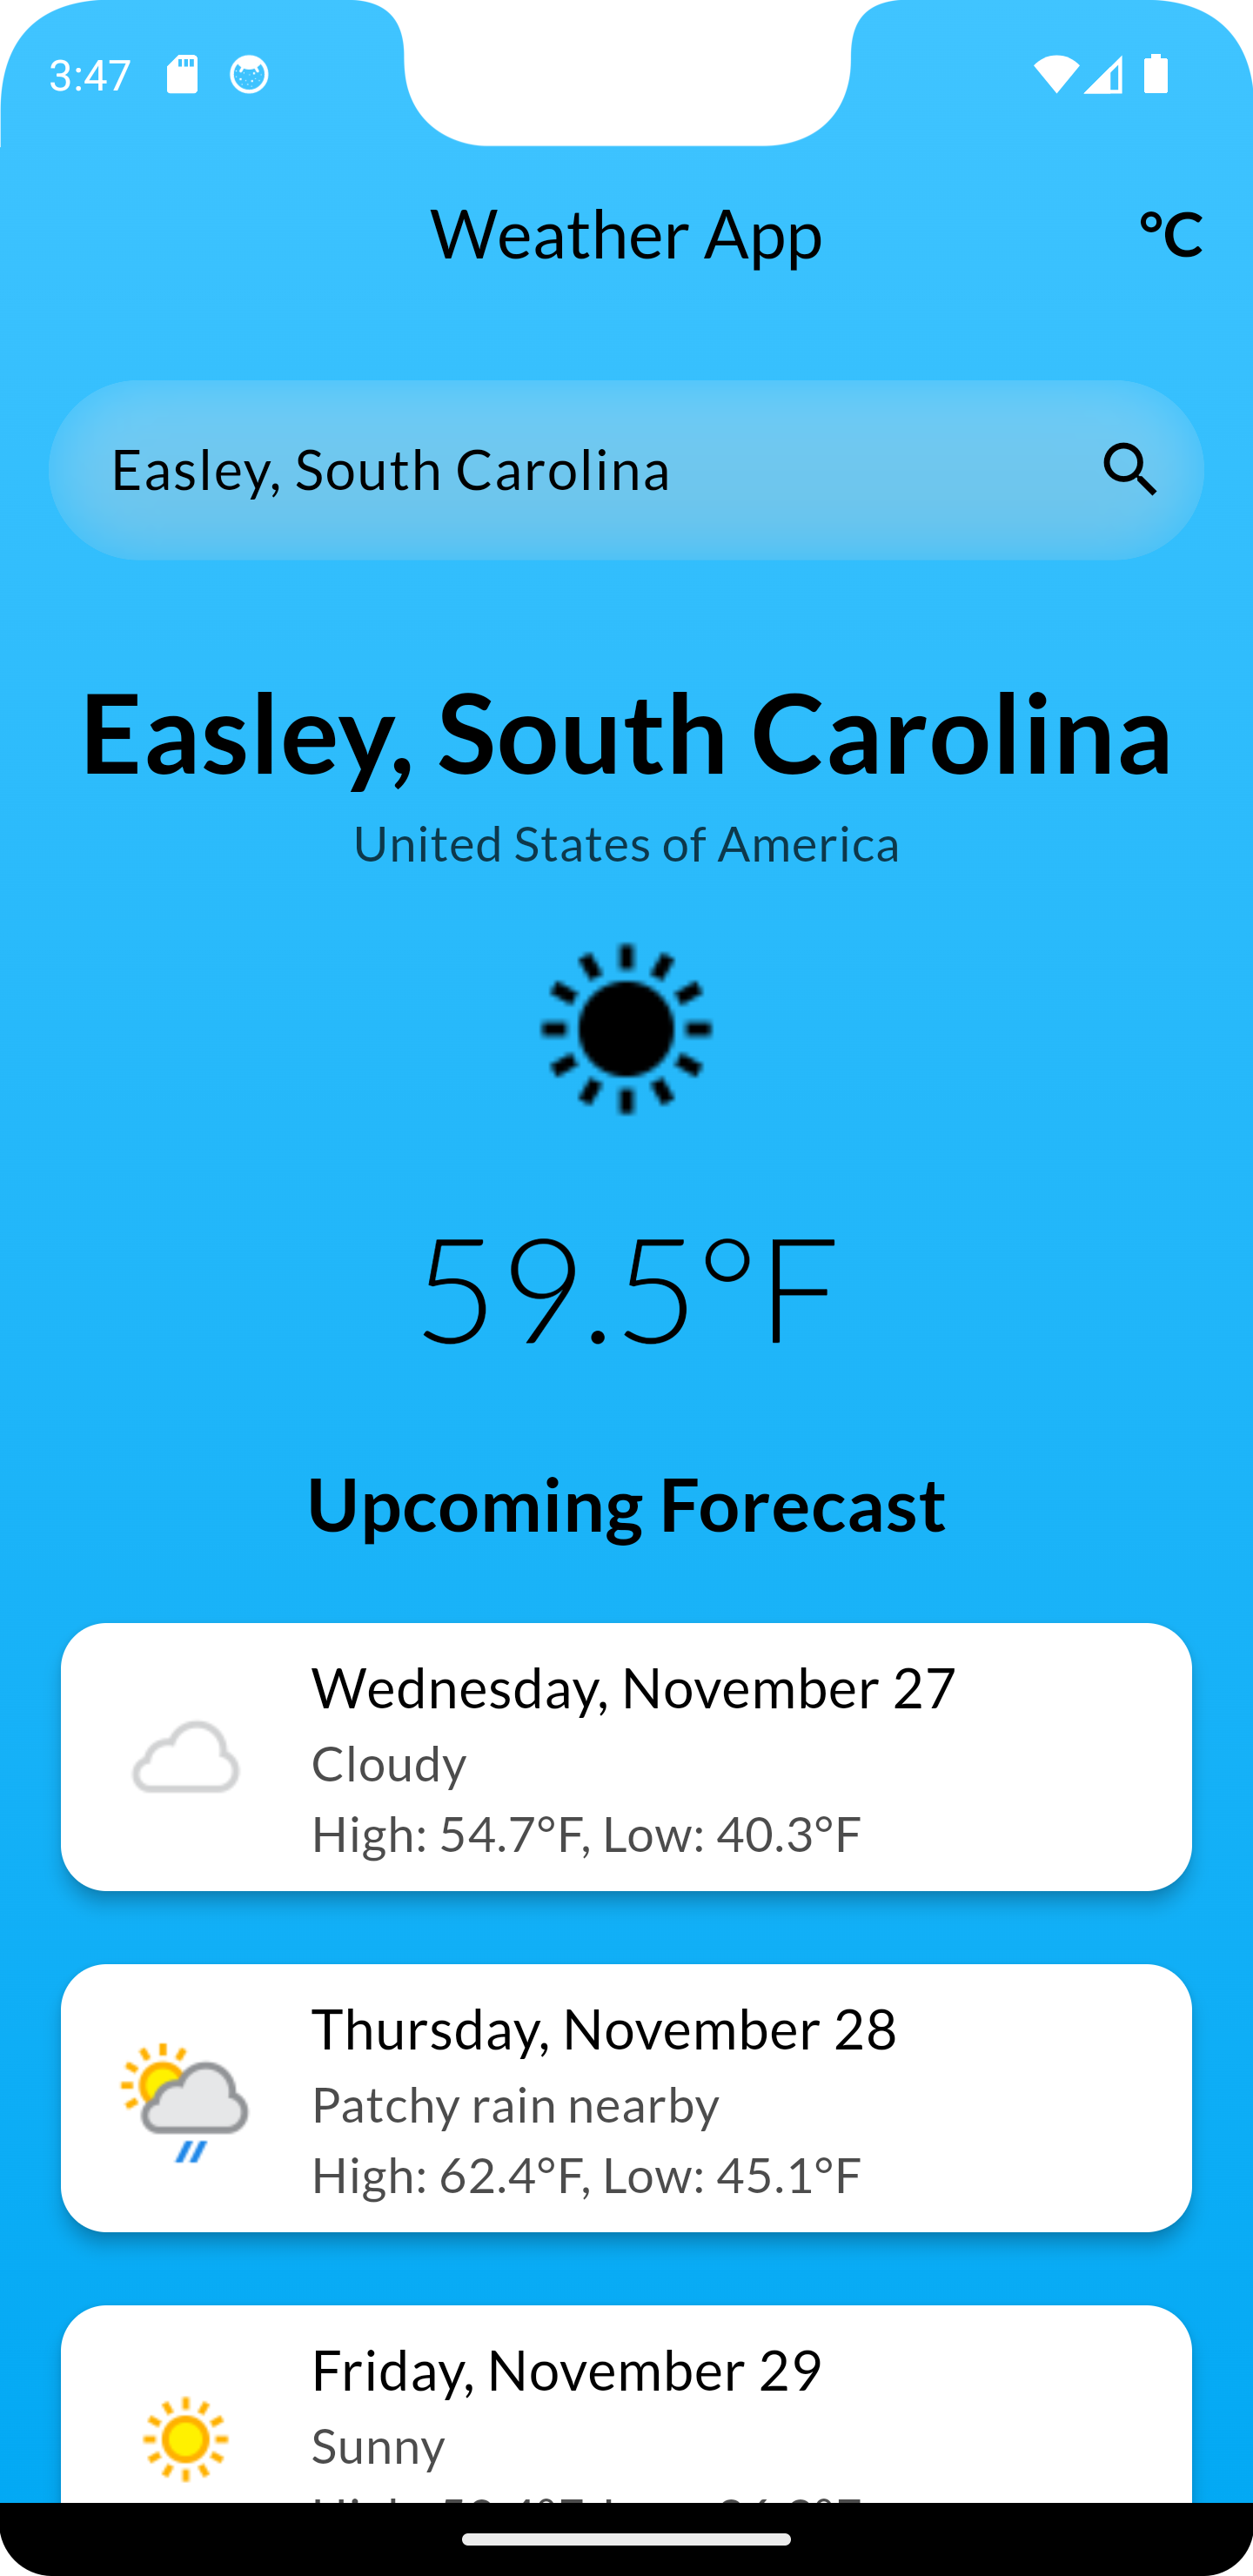 3:47
Weather App
°C
Easley, South Carolina
Easley, South Carolina
United States of America
59.5°F
Upcoming Forecast
Wednesday, November 27
Cloudy
High: 54.7°F, Low: 40.3°F
Thursday, November 28
Patchy rain nearby
High: 62.4°F, Low: 45.1°F
Friday, November 29
Sunny